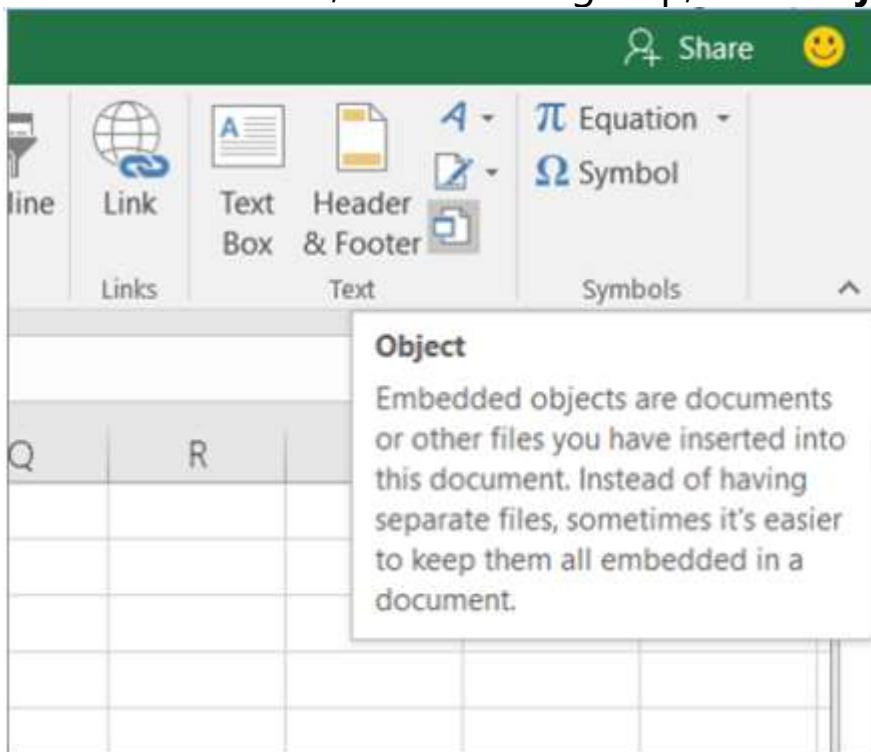 Share
line
Link
Text
Box
Header
& Footer
Equation
Symbol
Links
Text
Symbols
Object
Embedded objects are documents
or other files you have inserted into
this document. Instead of having
separate files, sometimes it's easier
to keep them all embedded in a
document.
Q R